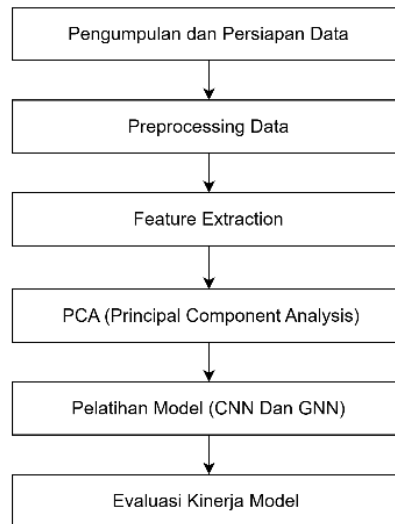 Pengumpulan dan Persiapan Data
Preprocessing Data
Feature Extraction
PCA (Principal Component Analysis)
Pelatihan Model (CNN Dan GNN)
Evaluasi Kinerja Model